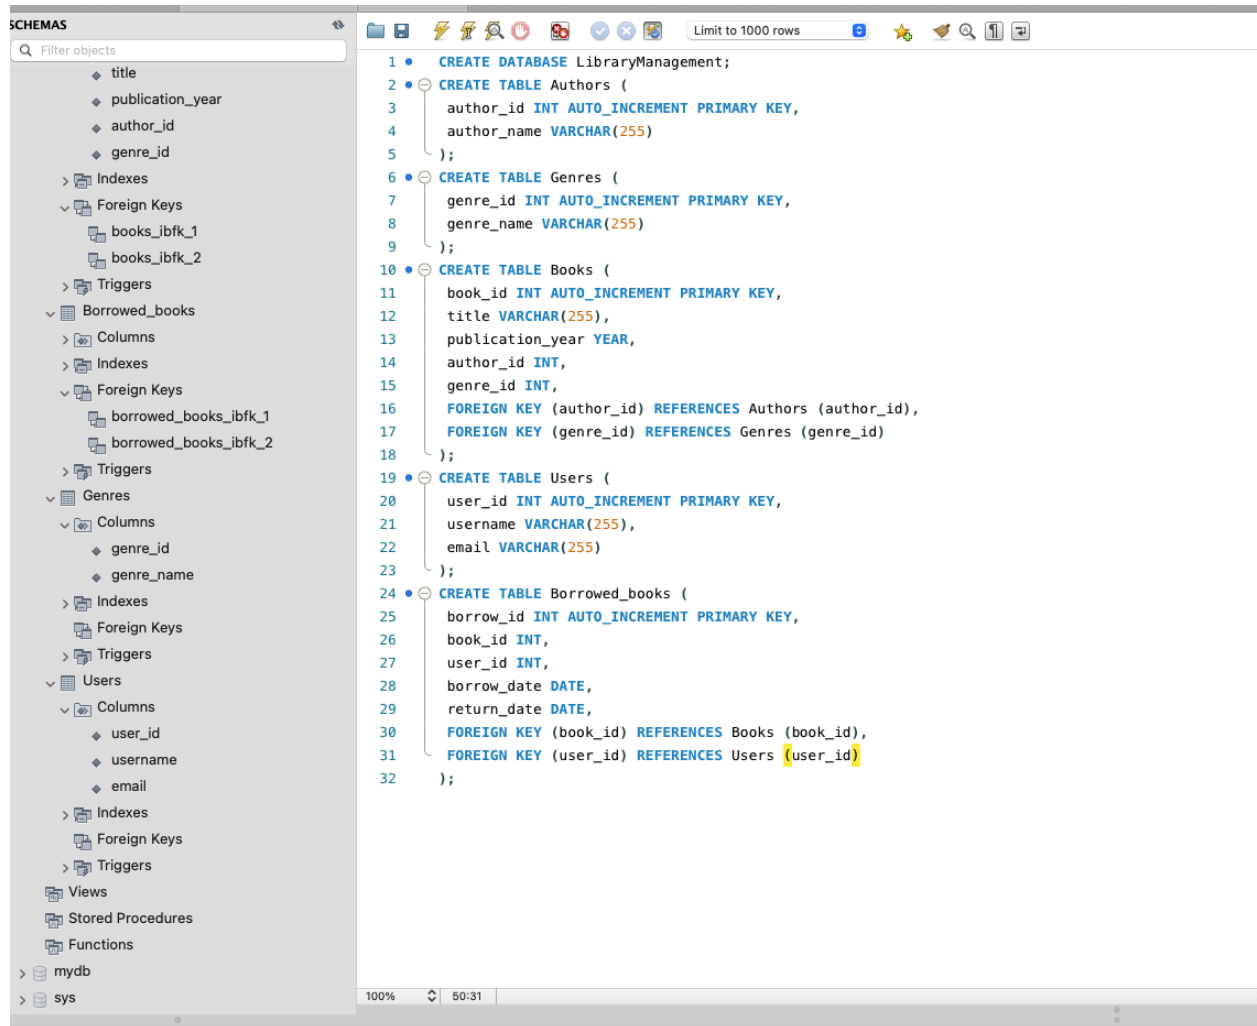 SCHEMAS
Filter objects
title
publication_year
author_id
genre_id
Indexes
Foreign Keys
books_ibfk_1
books_ibfk_2
Triggers
Borrowed_books
Columns
Indexes
Foreign Keys
borrowed_books_ibfk_1
borrowed_books_ibfk_2
Triggers
Genres
Columns
genre_id
genre_name
Indexes
Foreign Keys
Triggers
Users
Columns
user_id
username
email
Indexes
Foreign Keys
Triggers
Views
Stored Procedures
Functions
mydb
sys
Limit to 1000 rows
1 CREATE DATABASE LibraryManagement;
2 CREATE TABLE Authors (
3 author_id INT AUTO_INCREMENT PRIMARY KEY,
4 author_name VARCHAR(255)
5 );
6 CREATE TABLE Genres (
7 genre_id INT AUTO_INCREMENT PRIMARY KEY,
8 genre_name VARCHAR(255)
9 );
10 CREATE TABLE Books (
11 book_id INT AUTO_INCREMENT PRIMARY KEY,
12 title VARCHAR(255),
13 publication_year YEAR,
14 author_id INT,
15 genre_id INT,
16 FOREIGN KEY (author_id) REFERENCES Authors (author_id),
17 FOREIGN KEY (genre_id) REFERENCES Genres (genre_id)
18 );
19 CREATE TABLE Users (
20 user_id INT AUTO_INCREMENT PRIMARY KEY,
21 username VARCHAR(255),
22 email VARCHAR(255)
23 );
24 CREATE TABLE Borrowed_books (
25 borrow_id INT AUTO_INCREMENT PRIMARY KEY,
26 book_id INT,
27 user_id INT,
28 borrow_date DATE,
29 return_date DATE,
30 FOREIGN KEY (book_id) REFERENCES Books (book_id),
31 FOREIGN KEY (user_id) REFERENCES Users (user_id)
32 );
100% 50:31